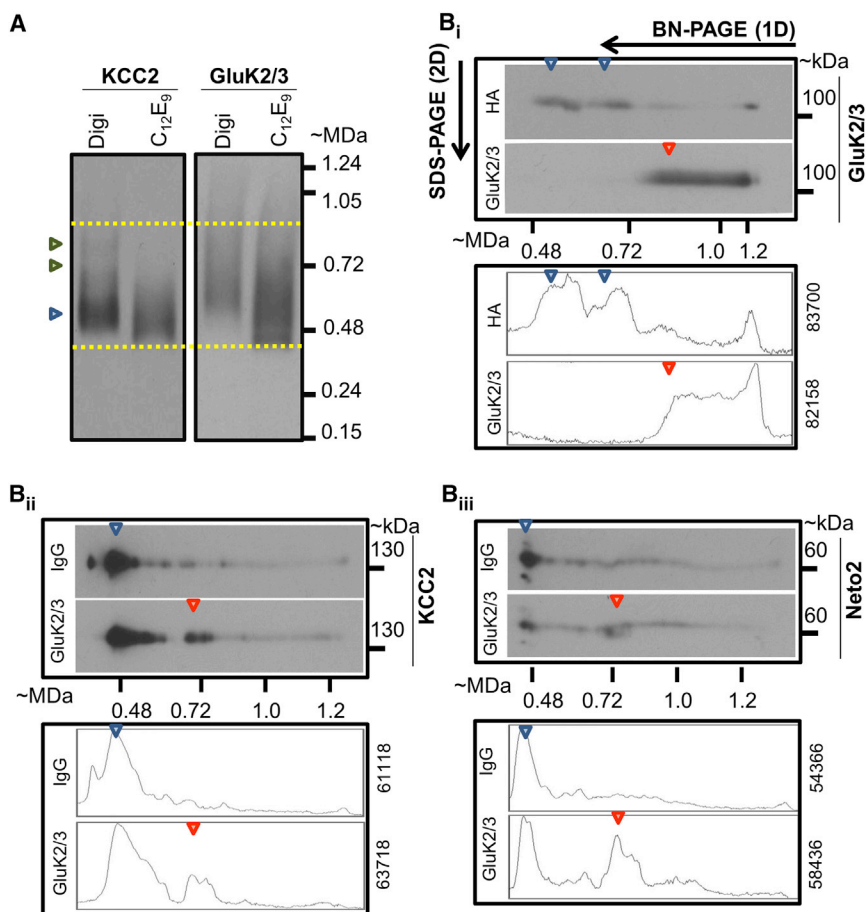 A
KCC2 GluK2/3
Digi C₁₂E₉ Digi C₁₂E₉
~MDa
1.24
1.05
0.72
0.48
0.24
0.15
Bi
BN-PAGE (1D)
SDS-PAGE (2D)
~kDa
HA 100
GluK2/3 100
GluK2/3
~MDa 0.48 0.72 1.0 1.2
HA 83700
GluK2/3 82158
Bii
~kDa
IgG 130
GluK2/3 130
KCC2
~MDa 0.48 0.72 1.0 1.2
IgG 61118
GluK2/3 63718
Biii
~kDa
IgG 60
GluK2/3 60
Neto2
~MDa 0.48 0.72 1.0 1.2
IgG 54366
GluK2/3 58436